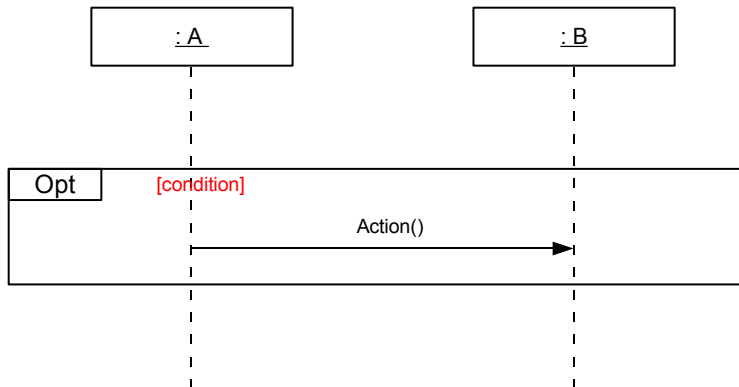 : A
: B
Opt
[condition]
Action()